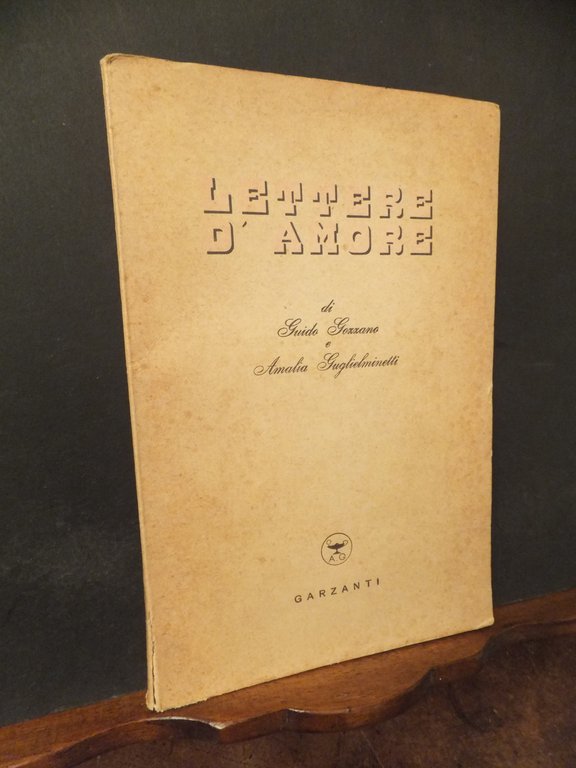 LETTERE
D'AMORE
di
Guido Gozzano
e
Amalia Guglielminetti
A G
GARZANTI